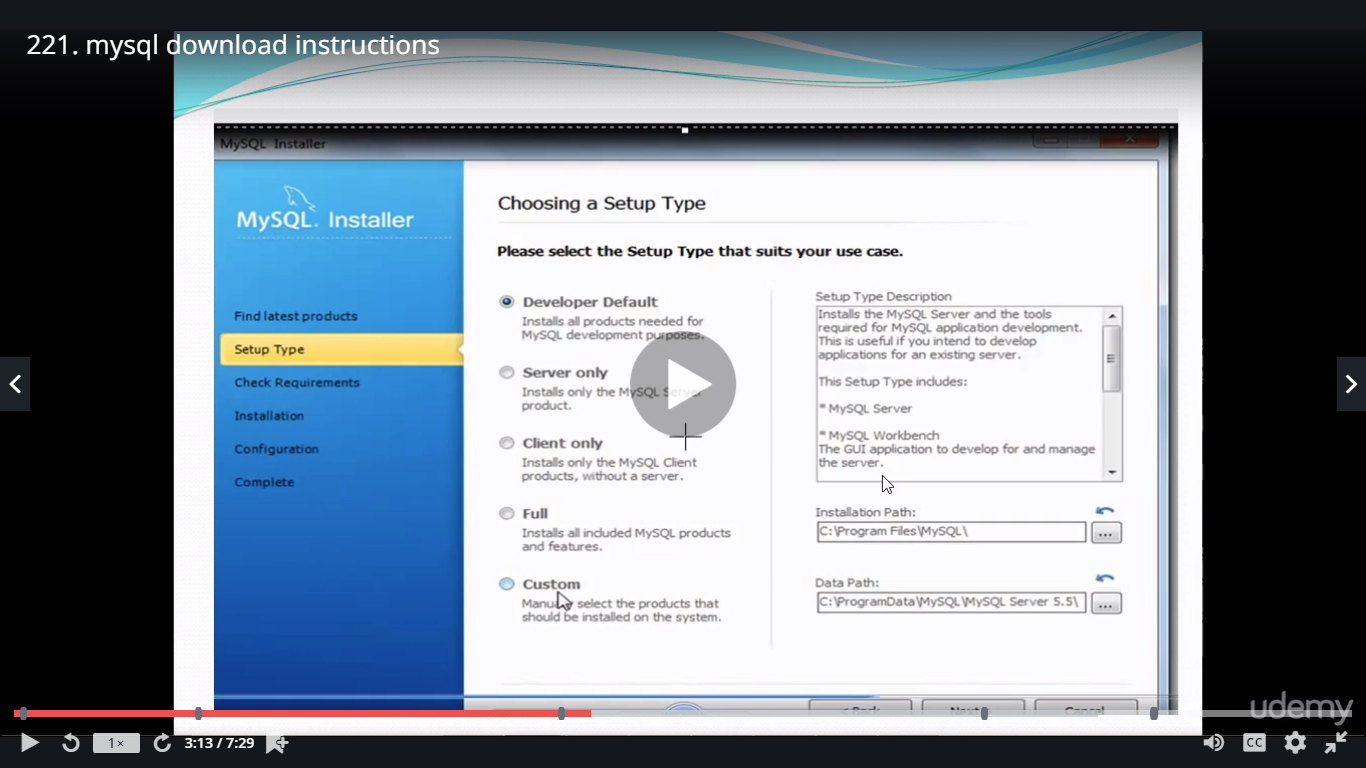 221. mysql download instructions
MySQL Installer
MySQL. Installer
Find latest products
Setup Type
Check Requirements
Installation
Configuration
Complete
Choosing a Setup Type
Please select the Setup Type that suits your use case.
Developer Default
Installs all products needed for
MySQL development purposes.
Server only
Installs only the MySQL Server
product.
Client only
Installs only the MySQL Client
products, without a server.
Full
Installs all included MySQL products
and features.
Custom
Manually select the products that
should be installed on the system.
Setup Type Description
Installs the MySQL Server and the tools
required for MySQL application development.
This is useful if you intend to develop
applications for an existing server.
This Setup Type includes:
* MySQL Server
* MySQL Workbench
The GUI application to develop for and manage
the server.
Installation Path:
C:\Program Files\MySQL\
...
Data Path:
C:\ProgramData\MySQL\MySQL Server 5.5\
...
< Back
Next
Cancel
udemy
1×
3:13 / 7:29
CC